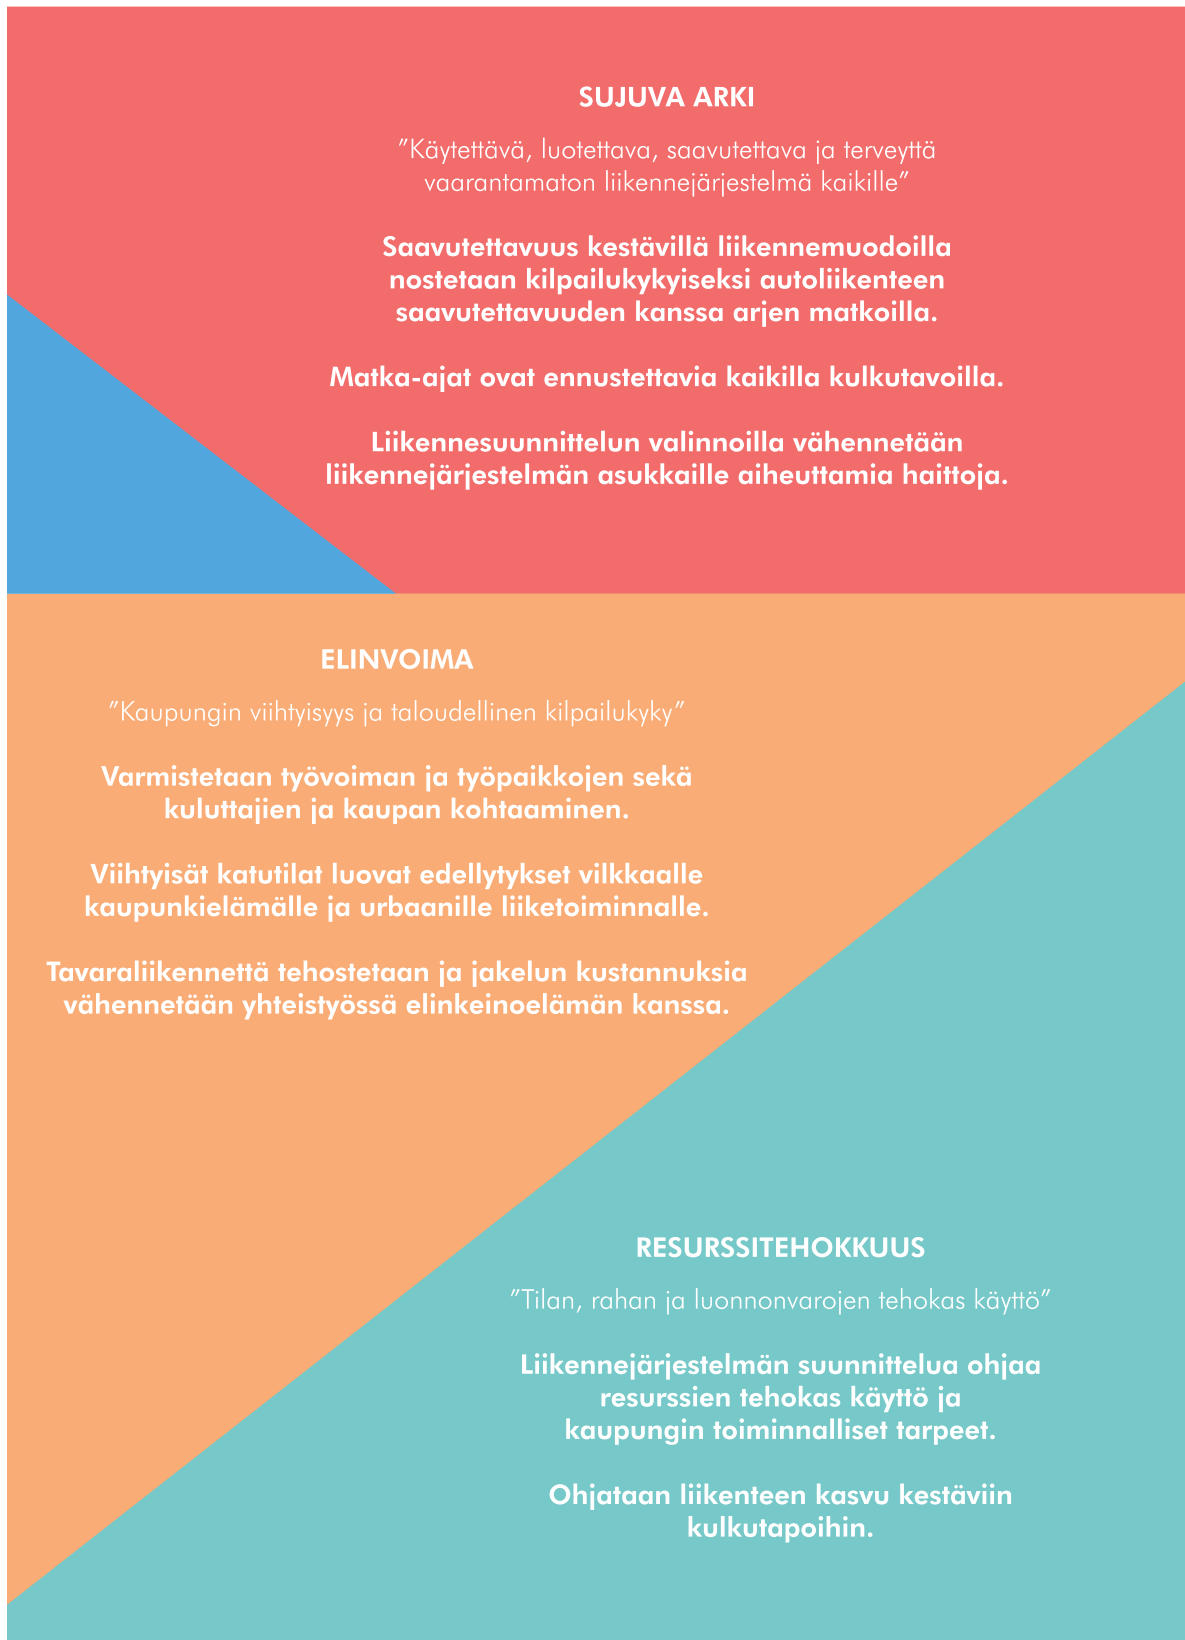 SUJUVA ARKI
”Käytettävä, luotettava, saavutettava ja terveyttä
vaarantamaton liikennejärjestelmä kaikille”
Saavutettavuus kestävillä liikennemuodoilla
nostetaan kilpailukykyiseksi autoliikenteen
saavutettavuuden kanssa arjen matkoilla.
Matka-ajat ovat ennustettavia kaikilla kulkutavoilla.
Liikennesuunnittelun valinnoilla vähennetään
liikennejärjestelmän asukkaille aiheuttamia haittoja.
ELINVOIMA
”Kaupungin viihtyisyys ja taloudellinen kilpailukyky”
Varmistetaan työvoiman ja työpaikkojen sekä
kuluttajien ja kaupan kohtaaminen.
Viihtyisät katutilat luovat edellytykset vilkkaalle
kaupunkielämälle ja urbaanille liiketoiminnalle.
Tavaraliikennettä tehostetaan ja jakelun kustannuksia
vähennetään yhteistyössä elinkeinoelämän kanssa.
RESURSSITEHOKKUUS
”Tilan, rahan ja luonnonvarojen tehokas käyttö”
Liikennejärjestelmän suunnittelua ohjaa
resurssien tehokas käyttö ja
kaupungin toiminnalliset tarpeet.
Ohjataan liikenteen kasvu kestäviin
kulkutapoihin.